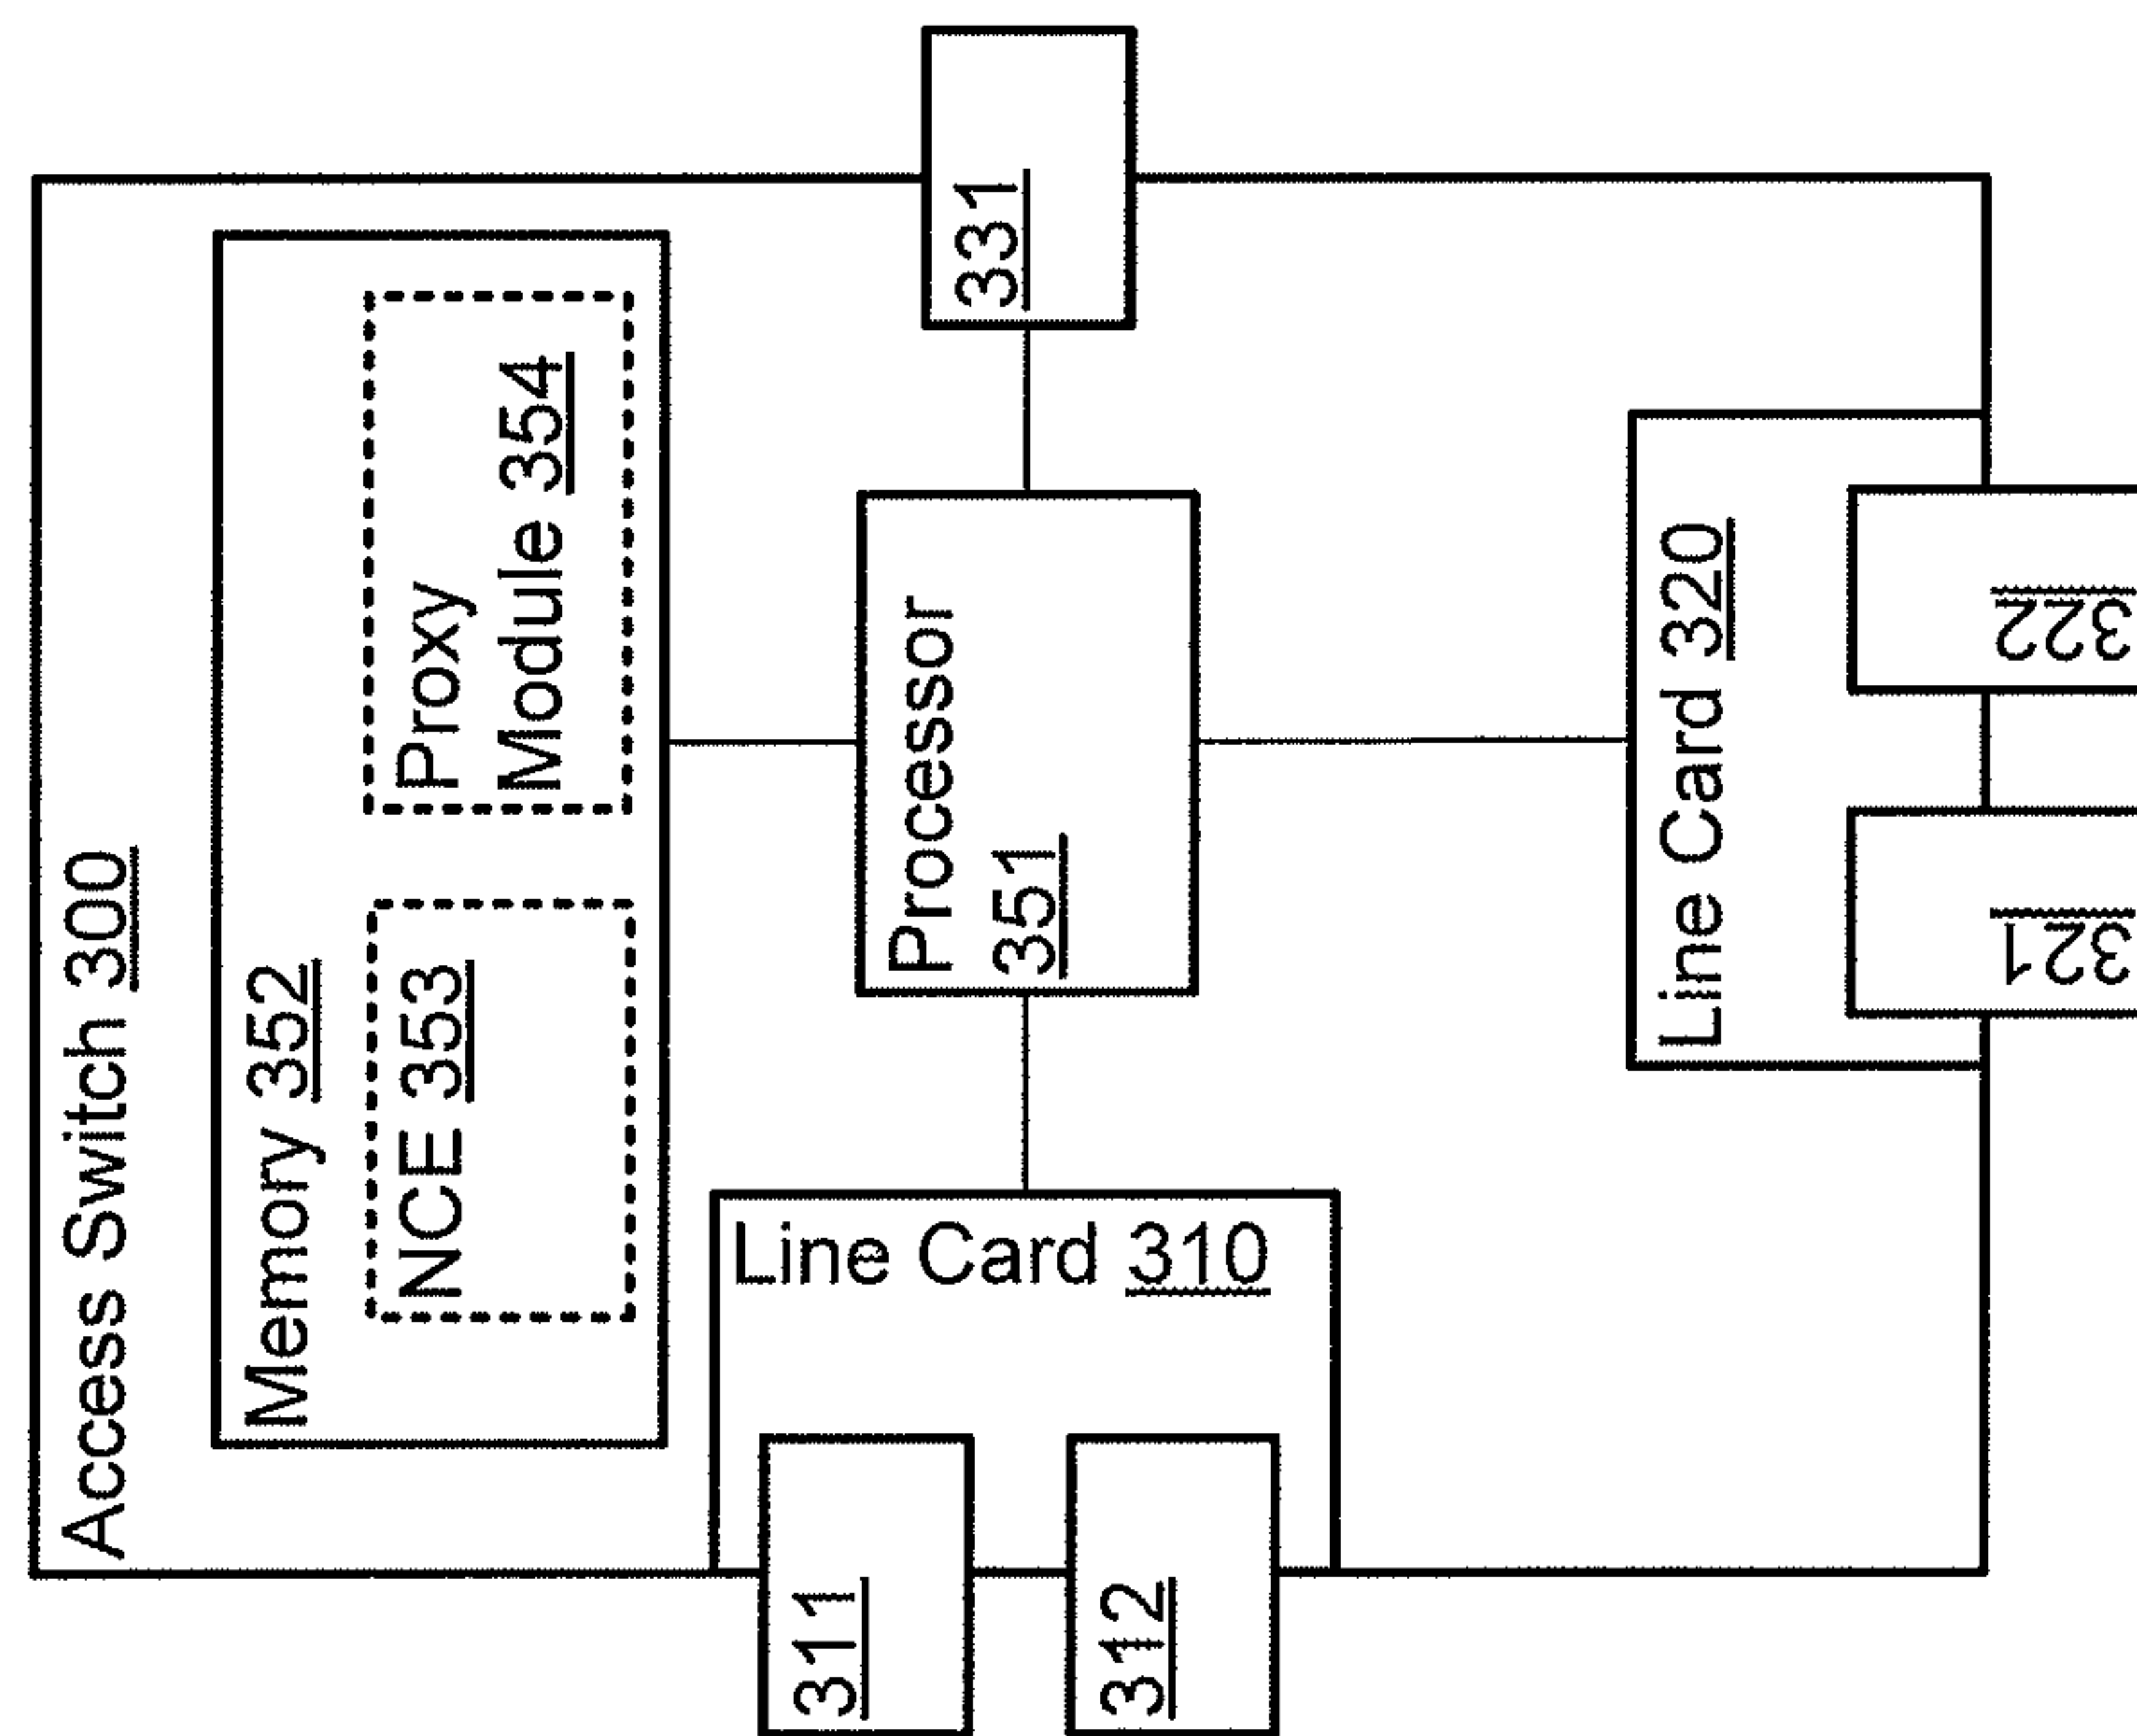 Access Switch 300
Memory 352
NCE 353
Proxy
Module 354
Processor
351
331
Line Card 310
311
312
Line Card 320
321
322